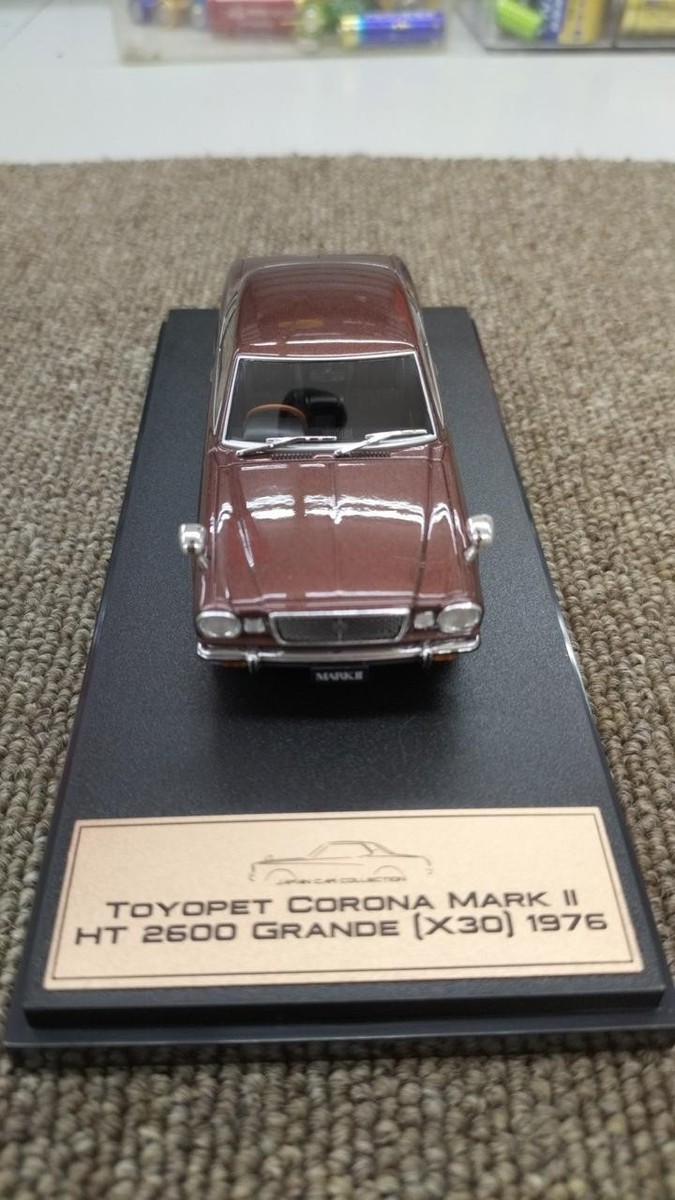 MARK II
JAPAN CAR COLLECTION
TOYOPET CORONA MARK II
HT 2600 GRANDE (X30) 1976